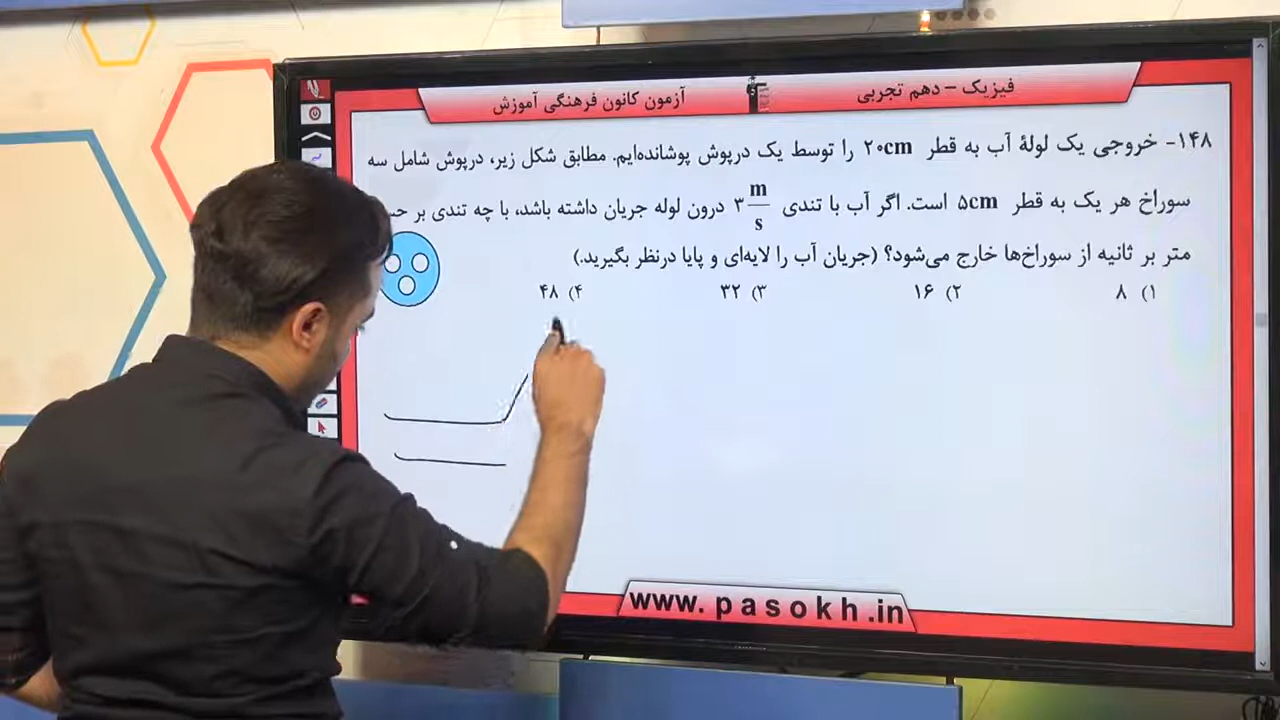 فیزیک – دهم تجربی
آزمون کانون فرهنگی آموزش
۱۴۸- خروجی یک لولهٔ آب به قطر ۲۰cm را توسط یک درپوش پوشانده‌ایم. مطابق شکل زیر، درپوش شامل سه
سوراخ هر یک به قطر ۵cm است. اگر آب با تندی ۳ m/s درون لوله جریان داشته باشد، با چه تندی بر
متر بر ثانیه از سوراخ‌ها خارج می‌شود؟ (جریان آب را لایه‌ای و پایا درنظر بگیرید.)
۱) ۸ ۲) ۱۶ ۳) ۳۲ ۴) ۴۸
www.pasokh.in